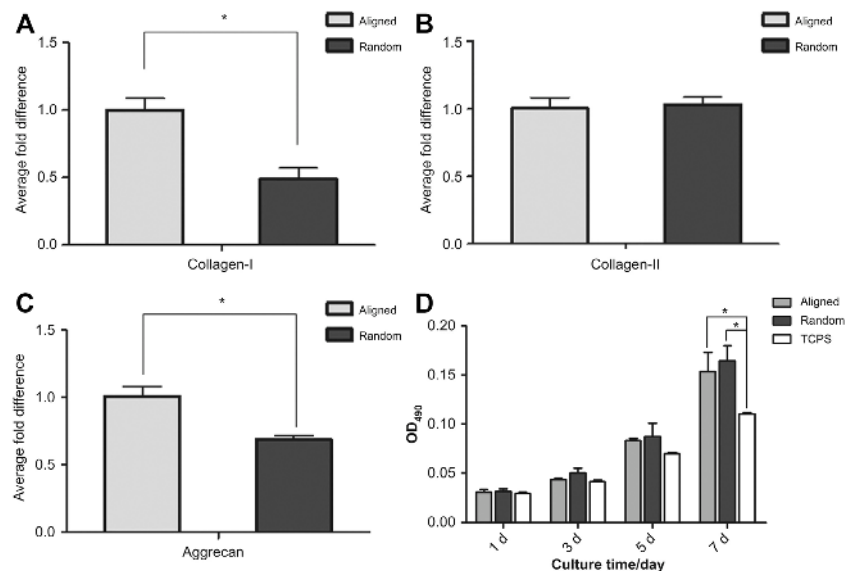 A
Aligned
Random
*
1.5
1.0
0.5
0.0
Average fold difference
Collagen-I
B
Aligned
Random
1.5
1.0
0.5
0.0
Average fold difference
Collagen-II
C
Aligned
Random
*
1.5
1.0
0.5
0.0
Average fold difference
Aggrecan
D
Aligned
Random
TCPS
*
*
0.20
0.15
0.10
0.05
0.00
OD490
1 d
3 d
5 d
7 d
Culture time/day